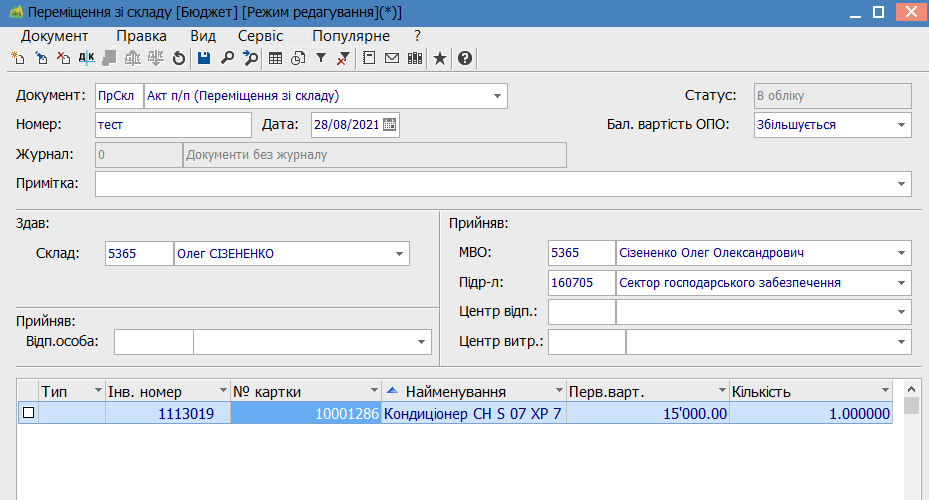 Переміщення зі складу [Бюджет] [Режим редагування](*)]
Документ Правка Вид Сервіс Популярне ?
Документ: ПрСкл Акт п/п (Переміщення зі складу) Статус: В обліку
Номер: тест Дата: 28/08/2021 Бал. вартість ОПО: Збільшується
Журнал: 0 Документи без журналу
Примітка:
Здав: Прийняв:
Склад: 5365 Олег СІЗЕНЕНКО МВО: 5365 Сізененко Олег Олександрович
Підр-л: 160705 Сектор господарського забезпечення
Центр відп.:
Прийняв:
Відп.особа: Центр витр.:
Тип Інв. номер № картки Найменування Перв.варт. Кількість
1113019 10001286 Кондиціонер CH S 07 XP 7 15'000.00 1.000000